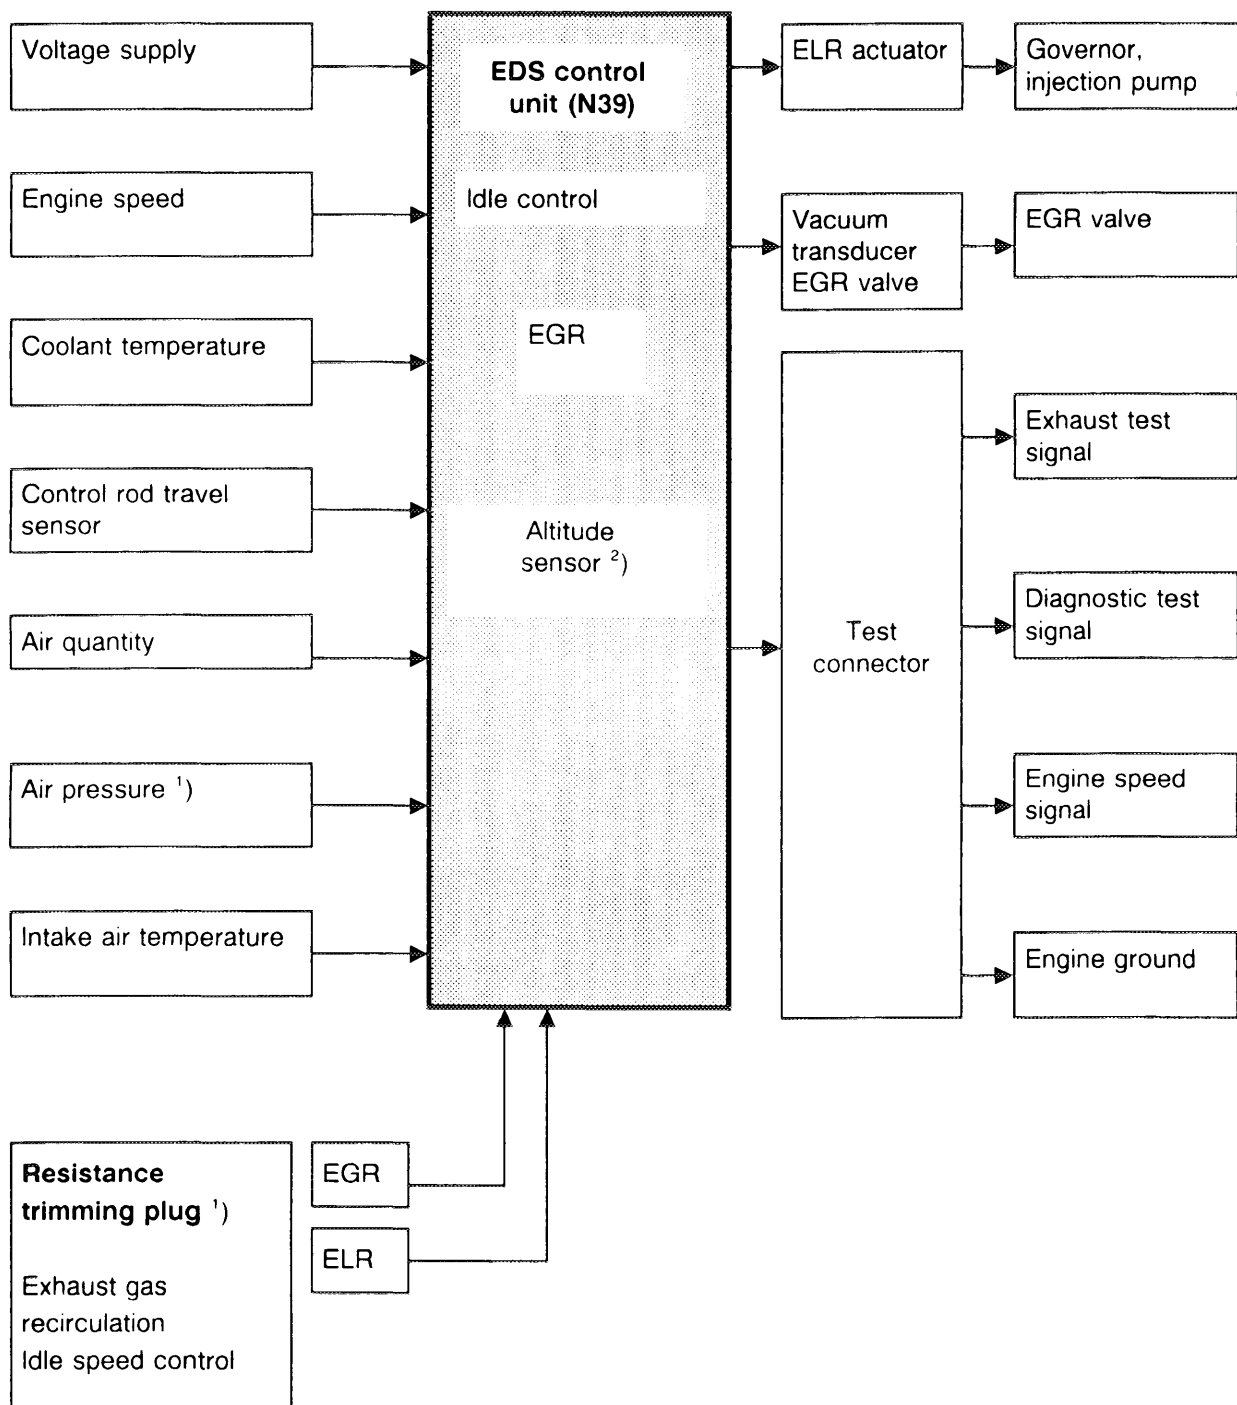 Voltage supply
Engine speed
Coolant temperature
Control rod travel
sensor
Air quantity
Air pressure ¹)
Intake air temperature
EDS control
unit (N39)
Idle control
EGR
Altitude
sensor ²)
ELR actuator
Governor,
injection pump
Vacuum
transducer
EGR valve
EGR valve
Test
connector
Exhaust test
signal
Diagnostic test
signal
Engine speed
signal
Engine ground
Resistance
trimming plug ¹)
Exhaust gas
recirculation
Idle speed control
EGR
ELR